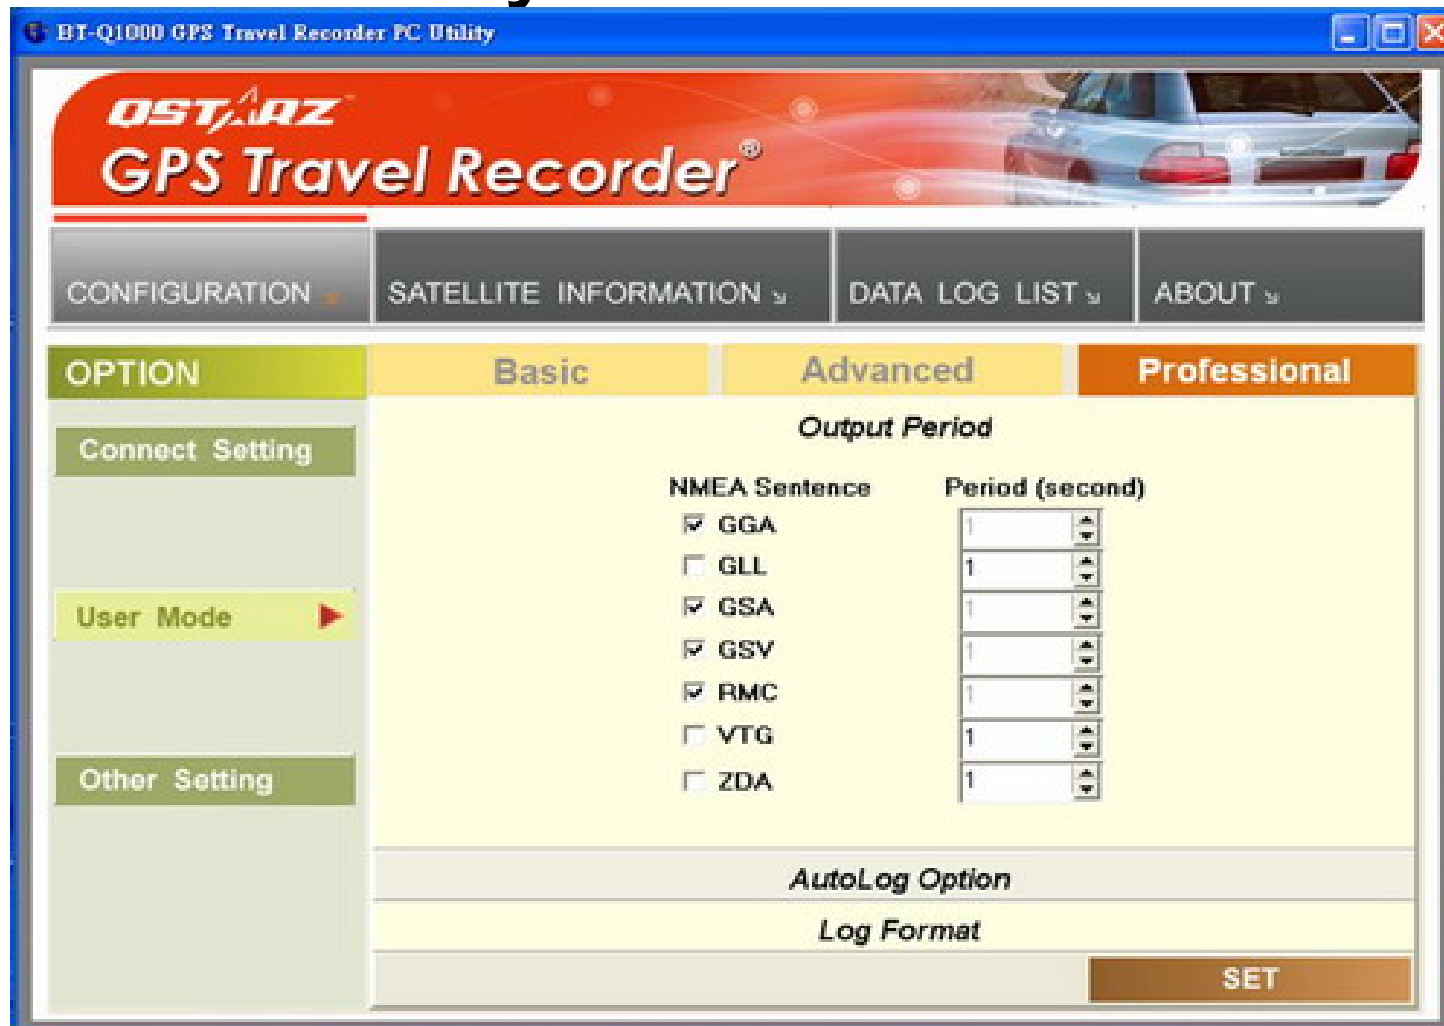 BT-Q1000 GPS Travel Recorder PC Utility
QSTARZ
GPS Travel Recorder®
CONFIGURATION
SATELLITE INFORMATION
DATA LOG LIST
ABOUT
OPTION
Basic
Advanced
Professional
Connect Setting
User Mode
Other Setting
Output Period
NMEA Sentence Period (second)
GGA 1
GLL 1
GSA 1
GSV 1
RMC 1
VTG 1
ZDA 1
AutoLog Option
Log Format
SET